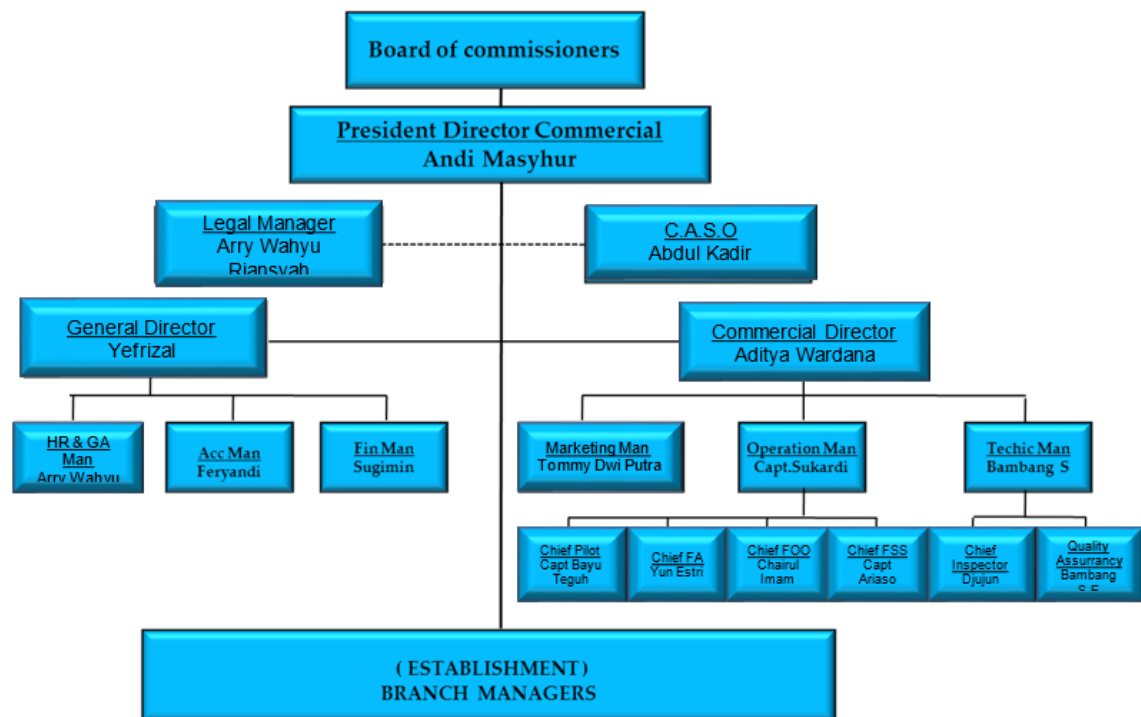 Board of commissioners
President Director Commercial
Andi Masyhur
Legal Manager
Arry Wahyu
Riansyah
C.A.S.O
Abdul Kadir
General Director
Yefrizal
Commercial Director
Aditya Wardana
HR & GA
Man
Arry Wahyu
Acc Man
Feryandi
Fin Man
Sugimin
Marketing Man
Tommy Dwi Putra
Operation Man
Capt.Sukardi
Techic Man
Bambang S
Chief Pilot
Capt Bayu
Teguh
Chief FA
Yun Estri
Chief FOO
Chairul
Imam
Chief FSS
Capt
Ariaso
Chief
Inspector
Djujun
Quality
Assurrancy
Bambang
( ESTABLISHMENT)
BRANCH MANAGERS